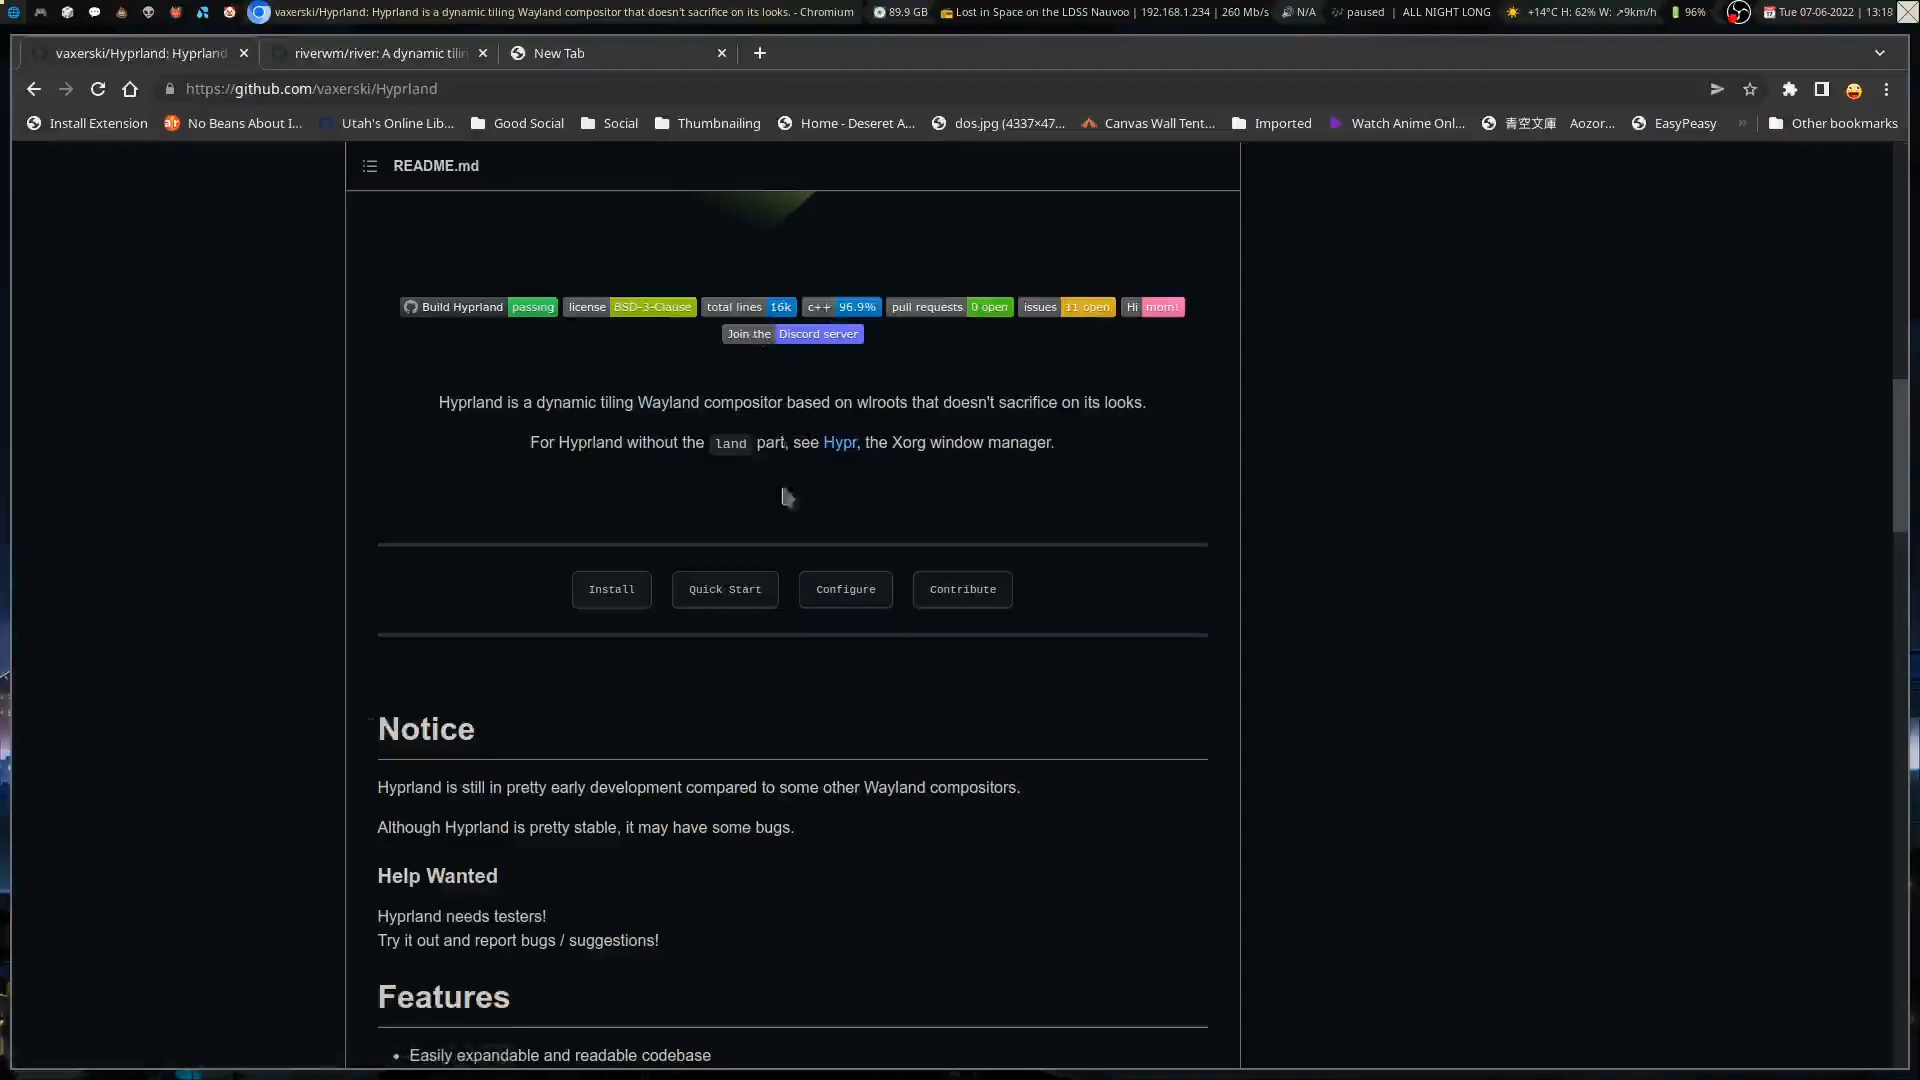 vaxerski/Hyprland: Hyprland is a dynamic tiling Wayland compositor that doesn't sacrifice on its looks. - Chromium 89.9 GB Lost in Space on the LDSS Nauvoo | 192.168.1.234 | 260 Mb/s N/A paused | ALL NIGHT LONG +14°C H: 62% W: ↗9km/h 96% Tue 07-06-2022 | 13:18
vaxerski/Hyprland: Hyprland riverwm/river: A dynamic tilin New Tab
https://github.com/vaxerski/Hyprland
Install Extension No Beans About I... Utah's Online Lib... Good Social Social Thumbnailing Home - Deseret A... dos.jpg (4337×47... Canvas Wall Tent... Imported Watch Anime Onl... 青空文庫 Aozor... EasyPeasy » Other bookmarks
README.md
Build Hyprland passing license BSD-3-Clause total lines 16k c++ 96.9% pull requests 0 open issues 11 open Hi mom!
Join the Discord server
Hyprland is a dynamic tiling Wayland compositor based on wlroots that doesn't sacrifice on its looks.
For Hyprland without the land part, see Hypr, the Xorg window manager.
Install Quick Start Configure Contribute
Notice
Hyprland is still in pretty early development compared to some other Wayland compositors.
Although Hyprland is pretty stable, it may have some bugs.
Help Wanted
Hyprland needs testers!
Try it out and report bugs / suggestions!
Features
• Easily expandable and readable codebase